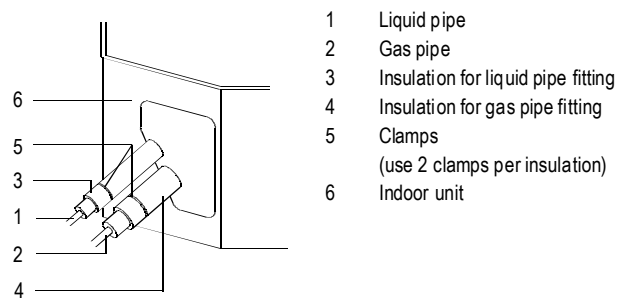 6
5
3
1
2
4
1 Liquid pipe
2 Gas pipe
3 Insulation for liquid pipe fitting
4 Insulation for gas pipe fitting
5 Clamps
(use 2 clamps per insulation)
6 Indoor unit